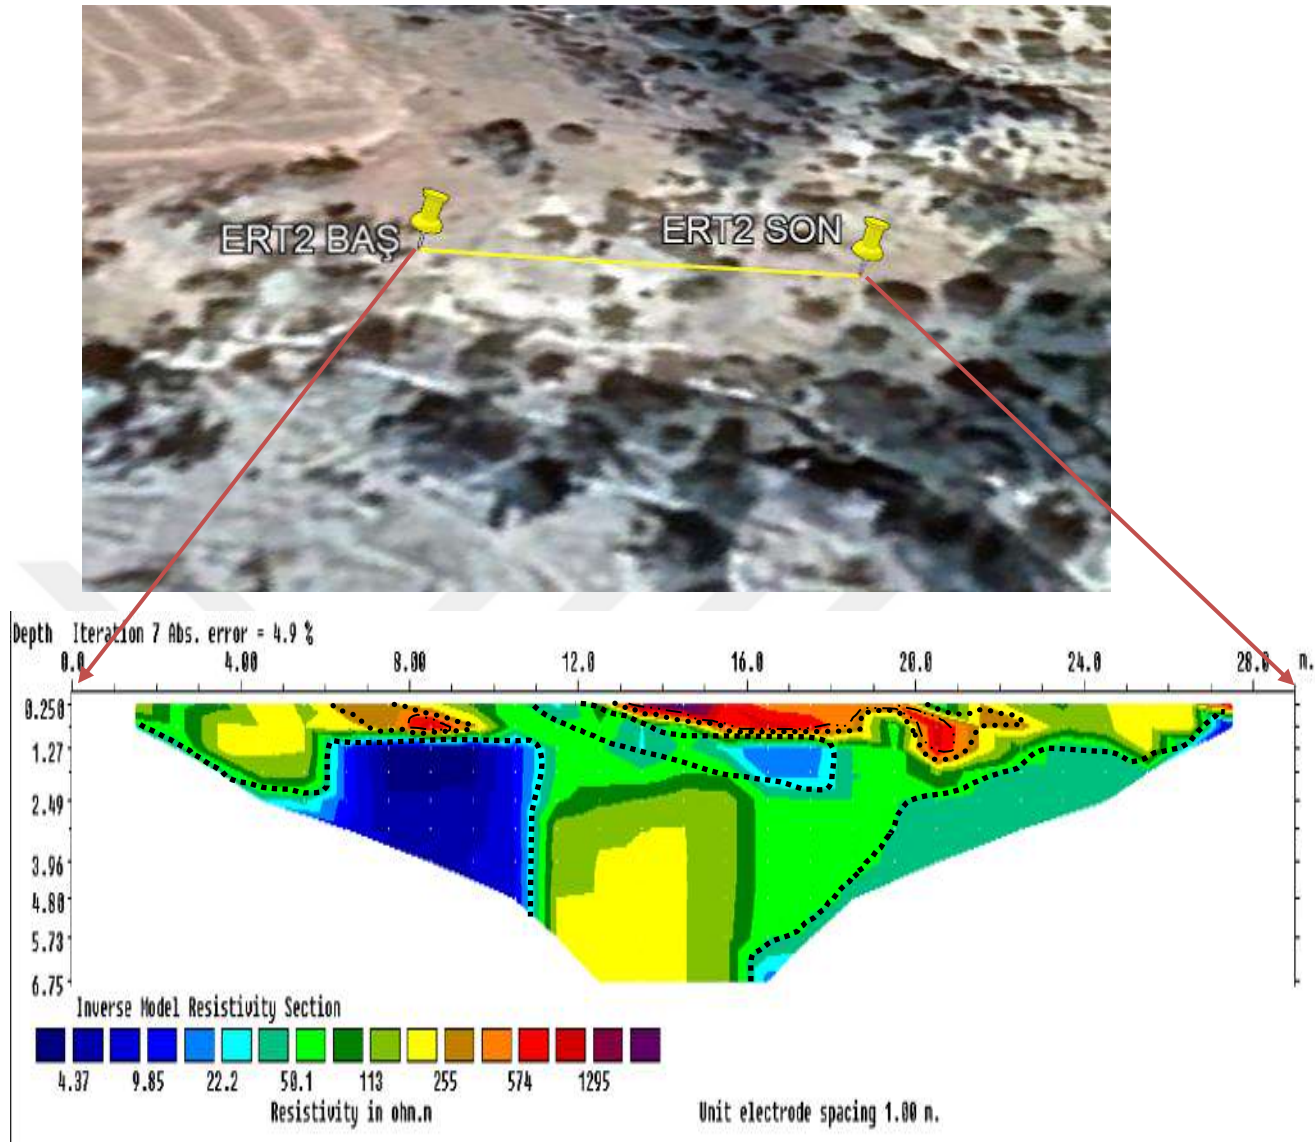 ERT2 BAŞ
ERT2 SON
Depth Iteration 7 Abs. error = 4.9 %
0.0 4.00 8.00 12.0 16.0 20.0 24.0 28.0 m.
0.250
1.27
2.49
3.96
4.80
5.73
6.75
Inverse Model Resistivity Section
4.37 9.85 22.2 50.1 113 255 574 1295
Resistivity in ohm.m Unit electrode spacing 1.00 m.